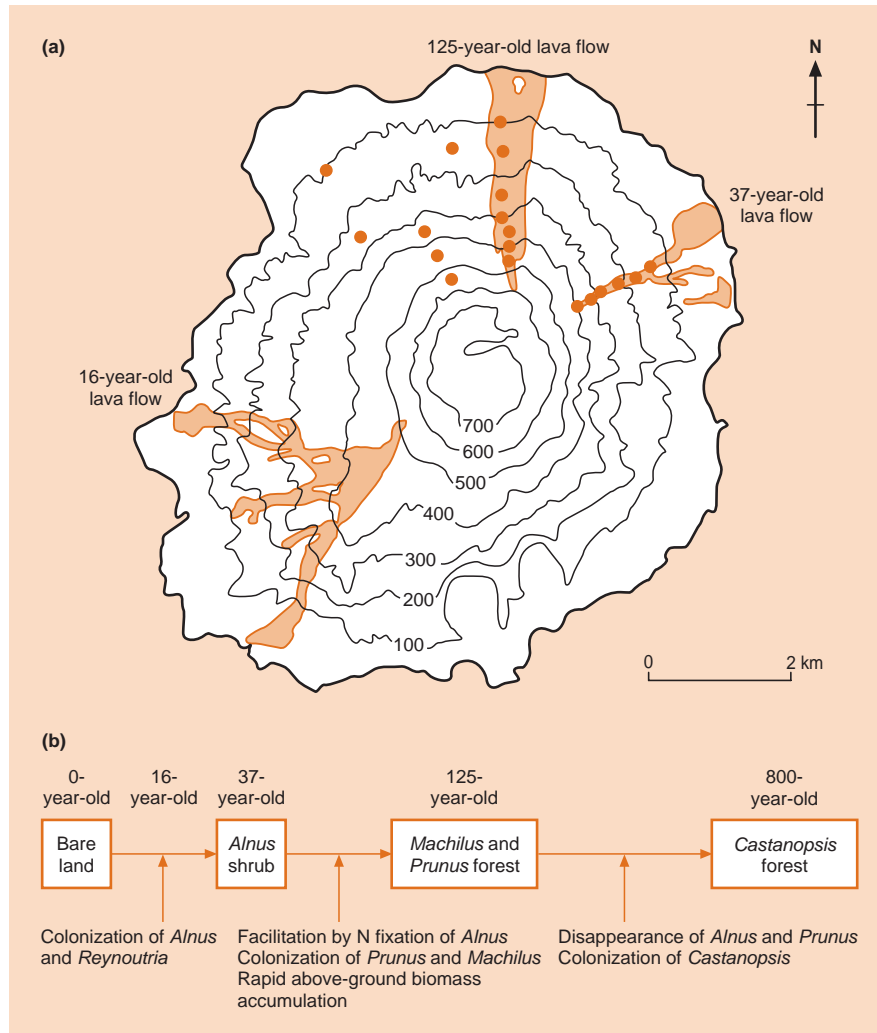 (a)
125-year-old lava flow
N
37-year-old
lava flow
16-year-old
lava flow
700
600
500
400
300
200
100
0 2 km
(b)
0-
year-old
16-
year-old
37-
year-old
125-
year-old
800-
year-old
Bare
land
Alnus
shrub
Machilus and
Prunus forest
Castanopsis
forest
Colonization of Alnus
and Reynoutria
Facilitation by N fixation of Alnus
Colonization of Prunus and Machilus
Rapid above-ground biomass
accumulation
Disappearance of Alnus and Prunus
Colonization of Castanopsis